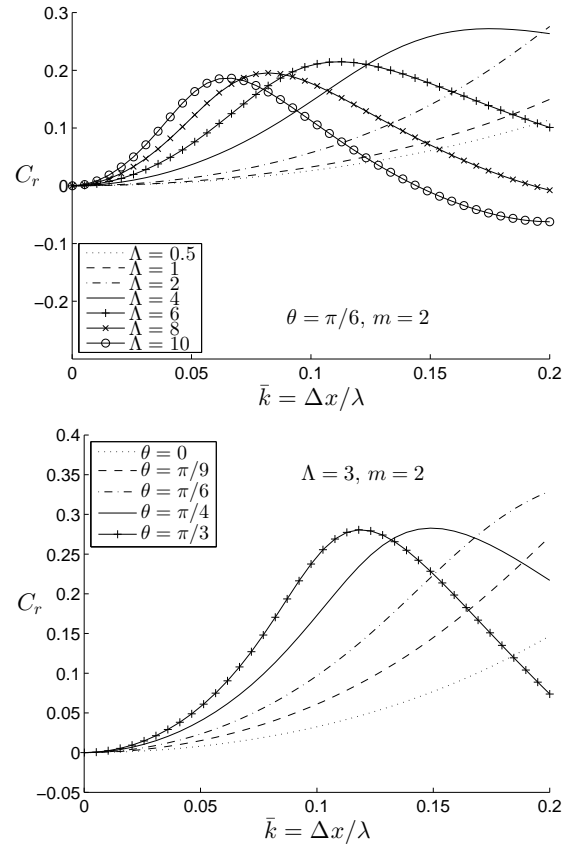 0.3
0.2
0.1
0
−0.1
−0.2
C_r
Λ = 0.5
Λ = 1
Λ = 2
Λ = 4
Λ = 6
Λ = 8
Λ = 10
θ = π/6, m = 2
0 0.05 0.1 0.15 0.2
k̄ = Δx/λ
0.4
0.35
0.3
0.25
0.2
0.15
0.1
0.05
0
−0.05
C_r
θ = 0
θ = π/9
θ = π/6
θ = π/4
θ = π/3
Λ = 3, m = 2
0 0.05 0.1 0.15 0.2
k̄ = Δx/λ